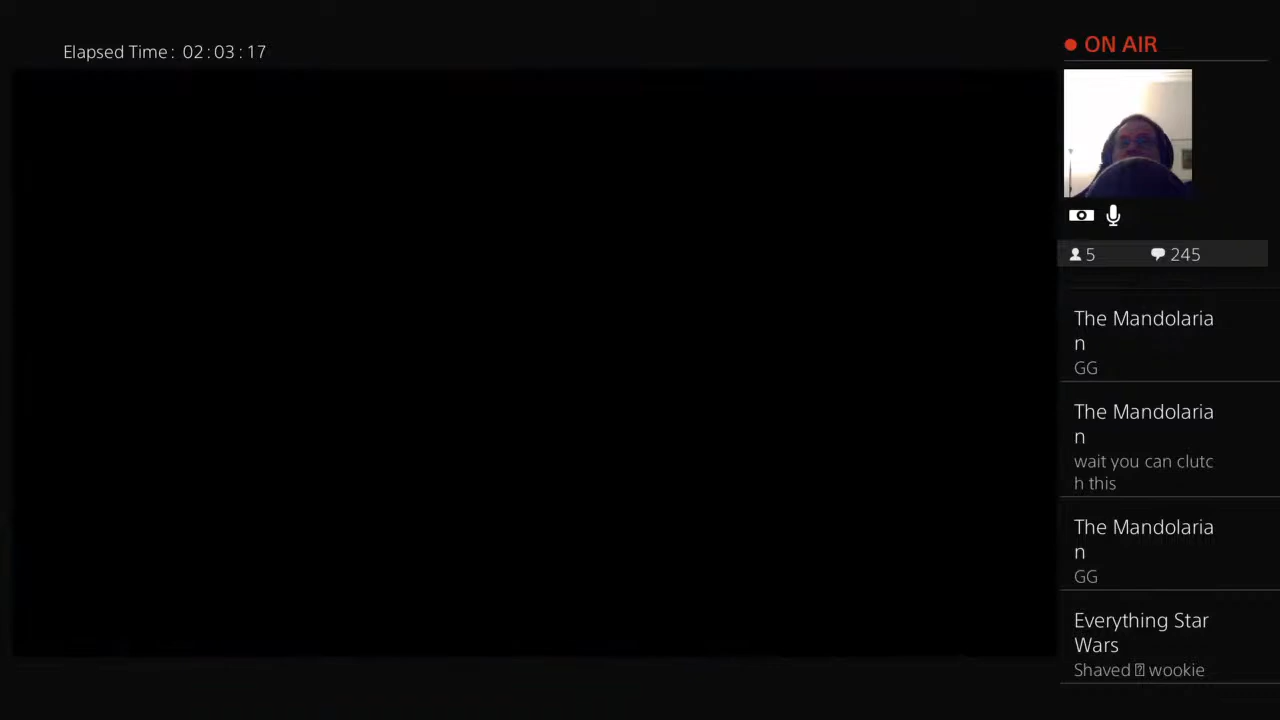 Elapsed Time: 02:03:17
ON AIR
5
245
The Mandolaria
n
GG
The Mandolaria
n
wait you can clutc
h this
The Mandolaria
n
GG
Everything Star
Wars
Shaved wookie